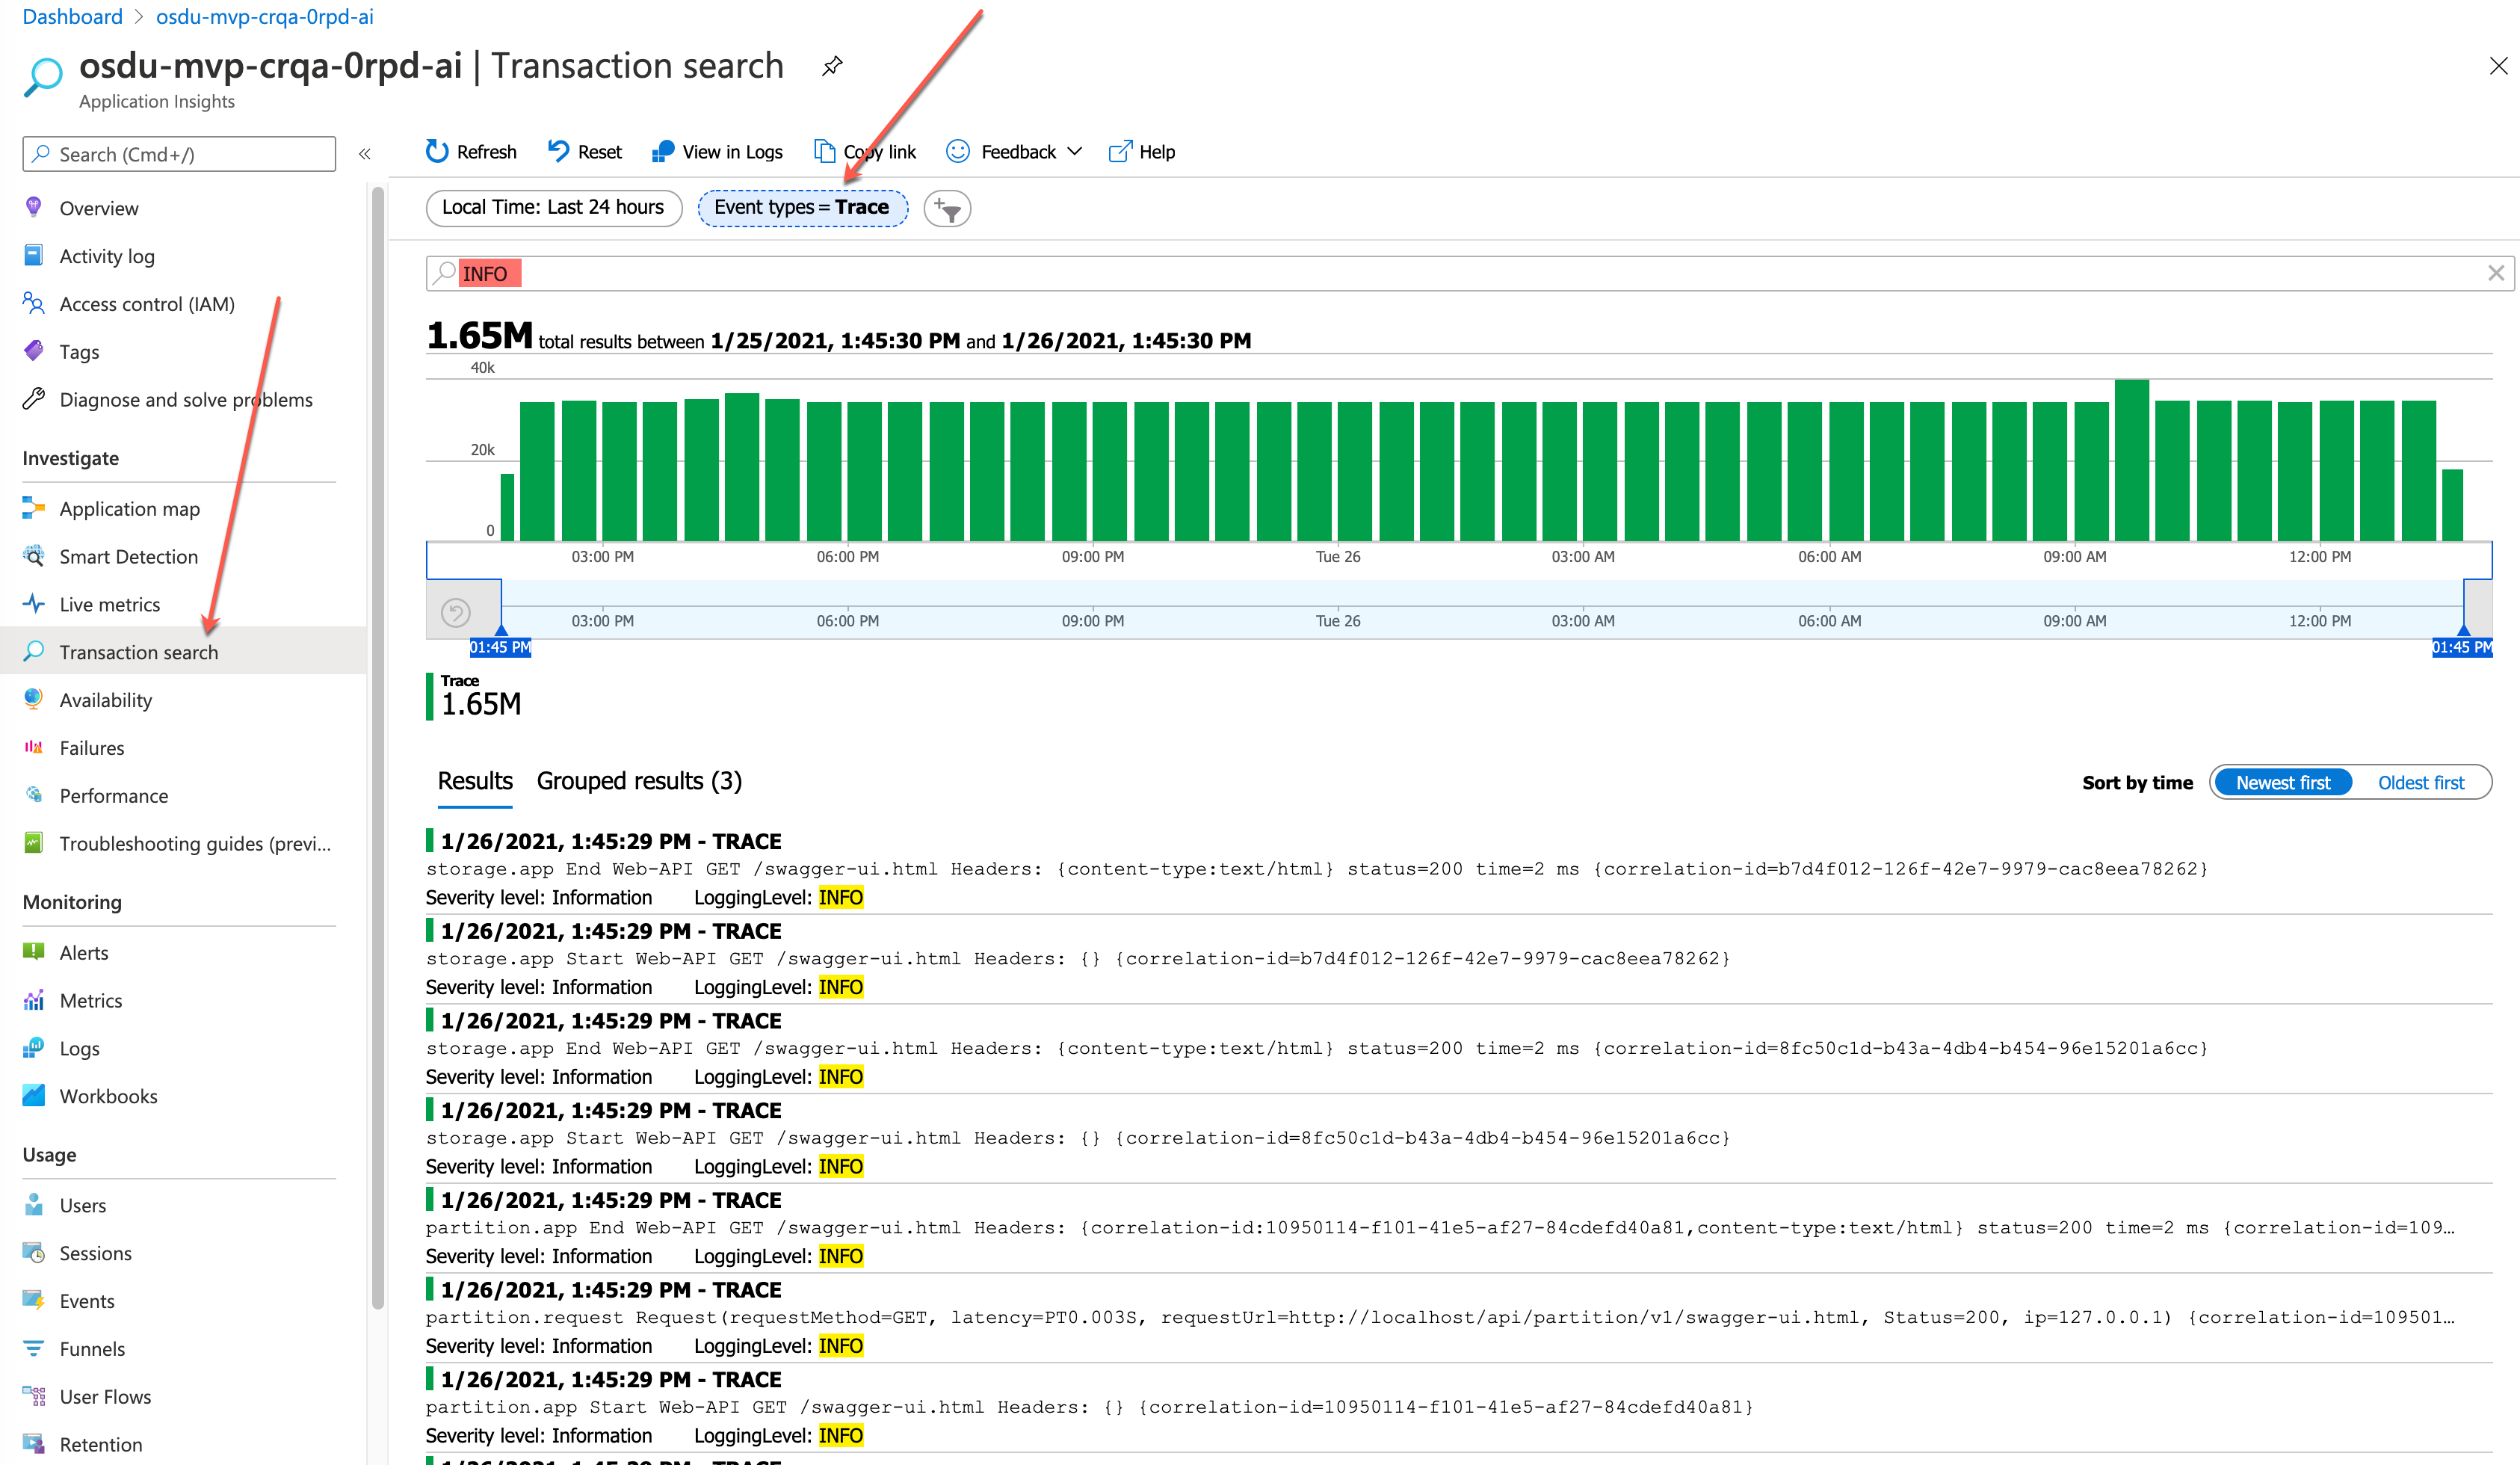 Dashboard > osdu-mvp-crqa-0rpd-ai
osdu-mvp-crqa-0rpd-ai | Transaction search
Application Insights
Search (Cmd+/)
«
Overview
Activity log
Access control (IAM)
Tags
Diagnose and solve problems
Investigate
Application map
Smart Detection
Live metrics
Transaction search
Availability
Failures
Performance
Troubleshooting guides (previ...
Monitoring
Alerts
Metrics
Logs
Workbooks
Usage
Users
Sessions
Events
Funnels
User Flows
Retention
Refresh Reset View in Logs Copy link Feedback Help
Local Time: Last 24 hours Event types = Trace
INFO
1.65M total results between 1/25/2021, 1:45:30 PM and 1/26/2021, 1:45:30 PM
40k
20k
0
03:00 PM 06:00 PM 09:00 PM Tue 26 03:00 AM 06:00 AM 09:00 AM 12:00 PM
03:00 PM 06:00 PM 09:00 PM Tue 26 03:00 AM 06:00 AM 09:00 AM 12:00 PM
01:45 PM 01:45 PM
Trace
1.65M
Results Grouped results (3) Sort by time Newest first Oldest first
1/26/2021, 1:45:29 PM - TRACE
storage.app End Web-API GET /swagger-ui.html Headers: {content-type:text/html} status=200 time=2 ms {correlation-id=b7d4f012-126f-42e7-9979-cac8eea78262}
Severity level: Information LoggingLevel: INFO
1/26/2021, 1:45:29 PM - TRACE
storage.app Start Web-API GET /swagger-ui.html Headers: {} {correlation-id=b7d4f012-126f-42e7-9979-cac8eea78262}
Severity level: Information LoggingLevel: INFO
1/26/2021, 1:45:29 PM - TRACE
storage.app End Web-API GET /swagger-ui.html Headers: {content-type:text/html} status=200 time=2 ms {correlation-id=8fc50c1d-b43a-4db4-b454-96e15201a6cc}
Severity level: Information LoggingLevel: INFO
1/26/2021, 1:45:29 PM - TRACE
storage.app Start Web-API GET /swagger-ui.html Headers: {} {correlation-id=8fc50c1d-b43a-4db4-b454-96e15201a6cc}
Severity level: Information LoggingLevel: INFO
1/26/2021, 1:45:29 PM - TRACE
partition.app End Web-API GET /swagger-ui.html Headers: {correlation-id:10950114-f101-41e5-af27-84cdefd40a81,content-type:text/html} status=200 time=2 ms {correlation-id=109...
Severity level: Information LoggingLevel: INFO
1/26/2021, 1:45:29 PM - TRACE
partition.request Request(requestMethod=GET, latency=PT0.003S, requestUrl=http://localhost/api/partition/v1/swagger-ui.html, Status=200, ip=127.0.0.1) {correlation-id=109501...
Severity level: Information LoggingLevel: INFO
1/26/2021, 1:45:29 PM - TRACE
partition.app Start Web-API GET /swagger-ui.html Headers: {} {correlation-id=10950114-f101-41e5-af27-84cdefd40a81}
Severity level: Information LoggingLevel: INFO